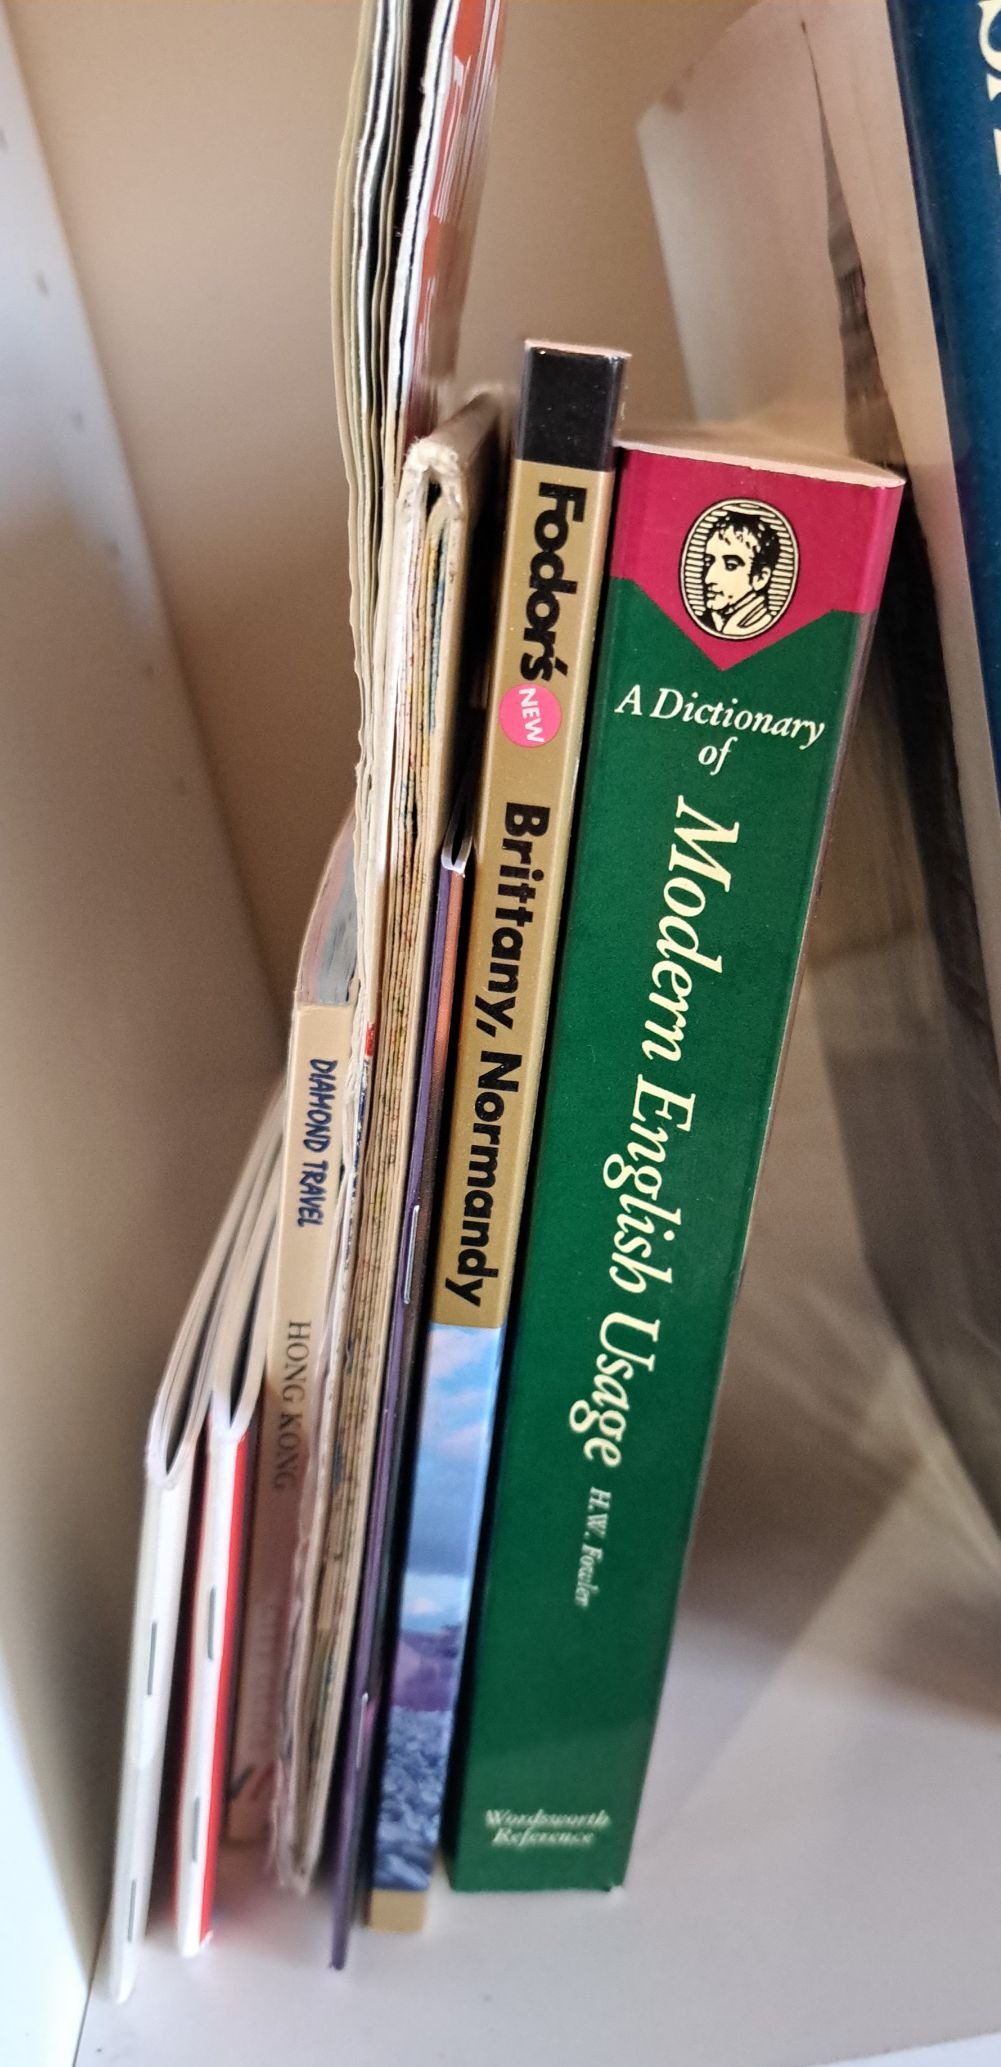 DIAMOND TRAVEL
HONG KONG
Fodor's
NEW
Brittany, Normandy
A Dictionary
of
Modern English Usage
H.W. Fowler
Wordsworth
Reference